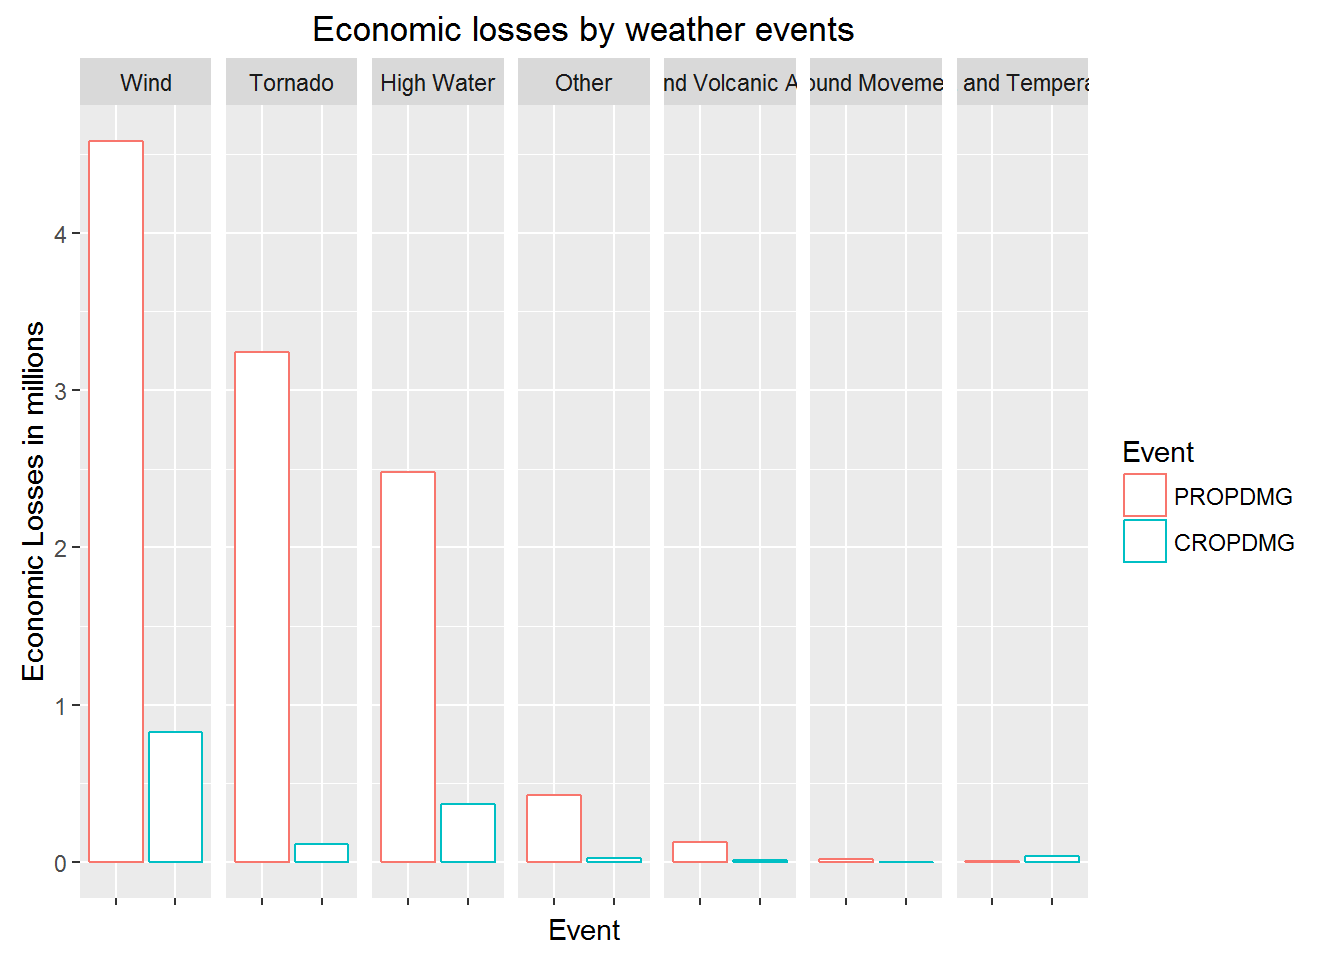 Economic losses by weather events
Wind
Tornado
High Water
Other
nd Volcanic A
ound Moveme
and Tempera
4
3
2
1
0
Economic Losses in millions
Event
Event
PROPDMG
CROPDMG